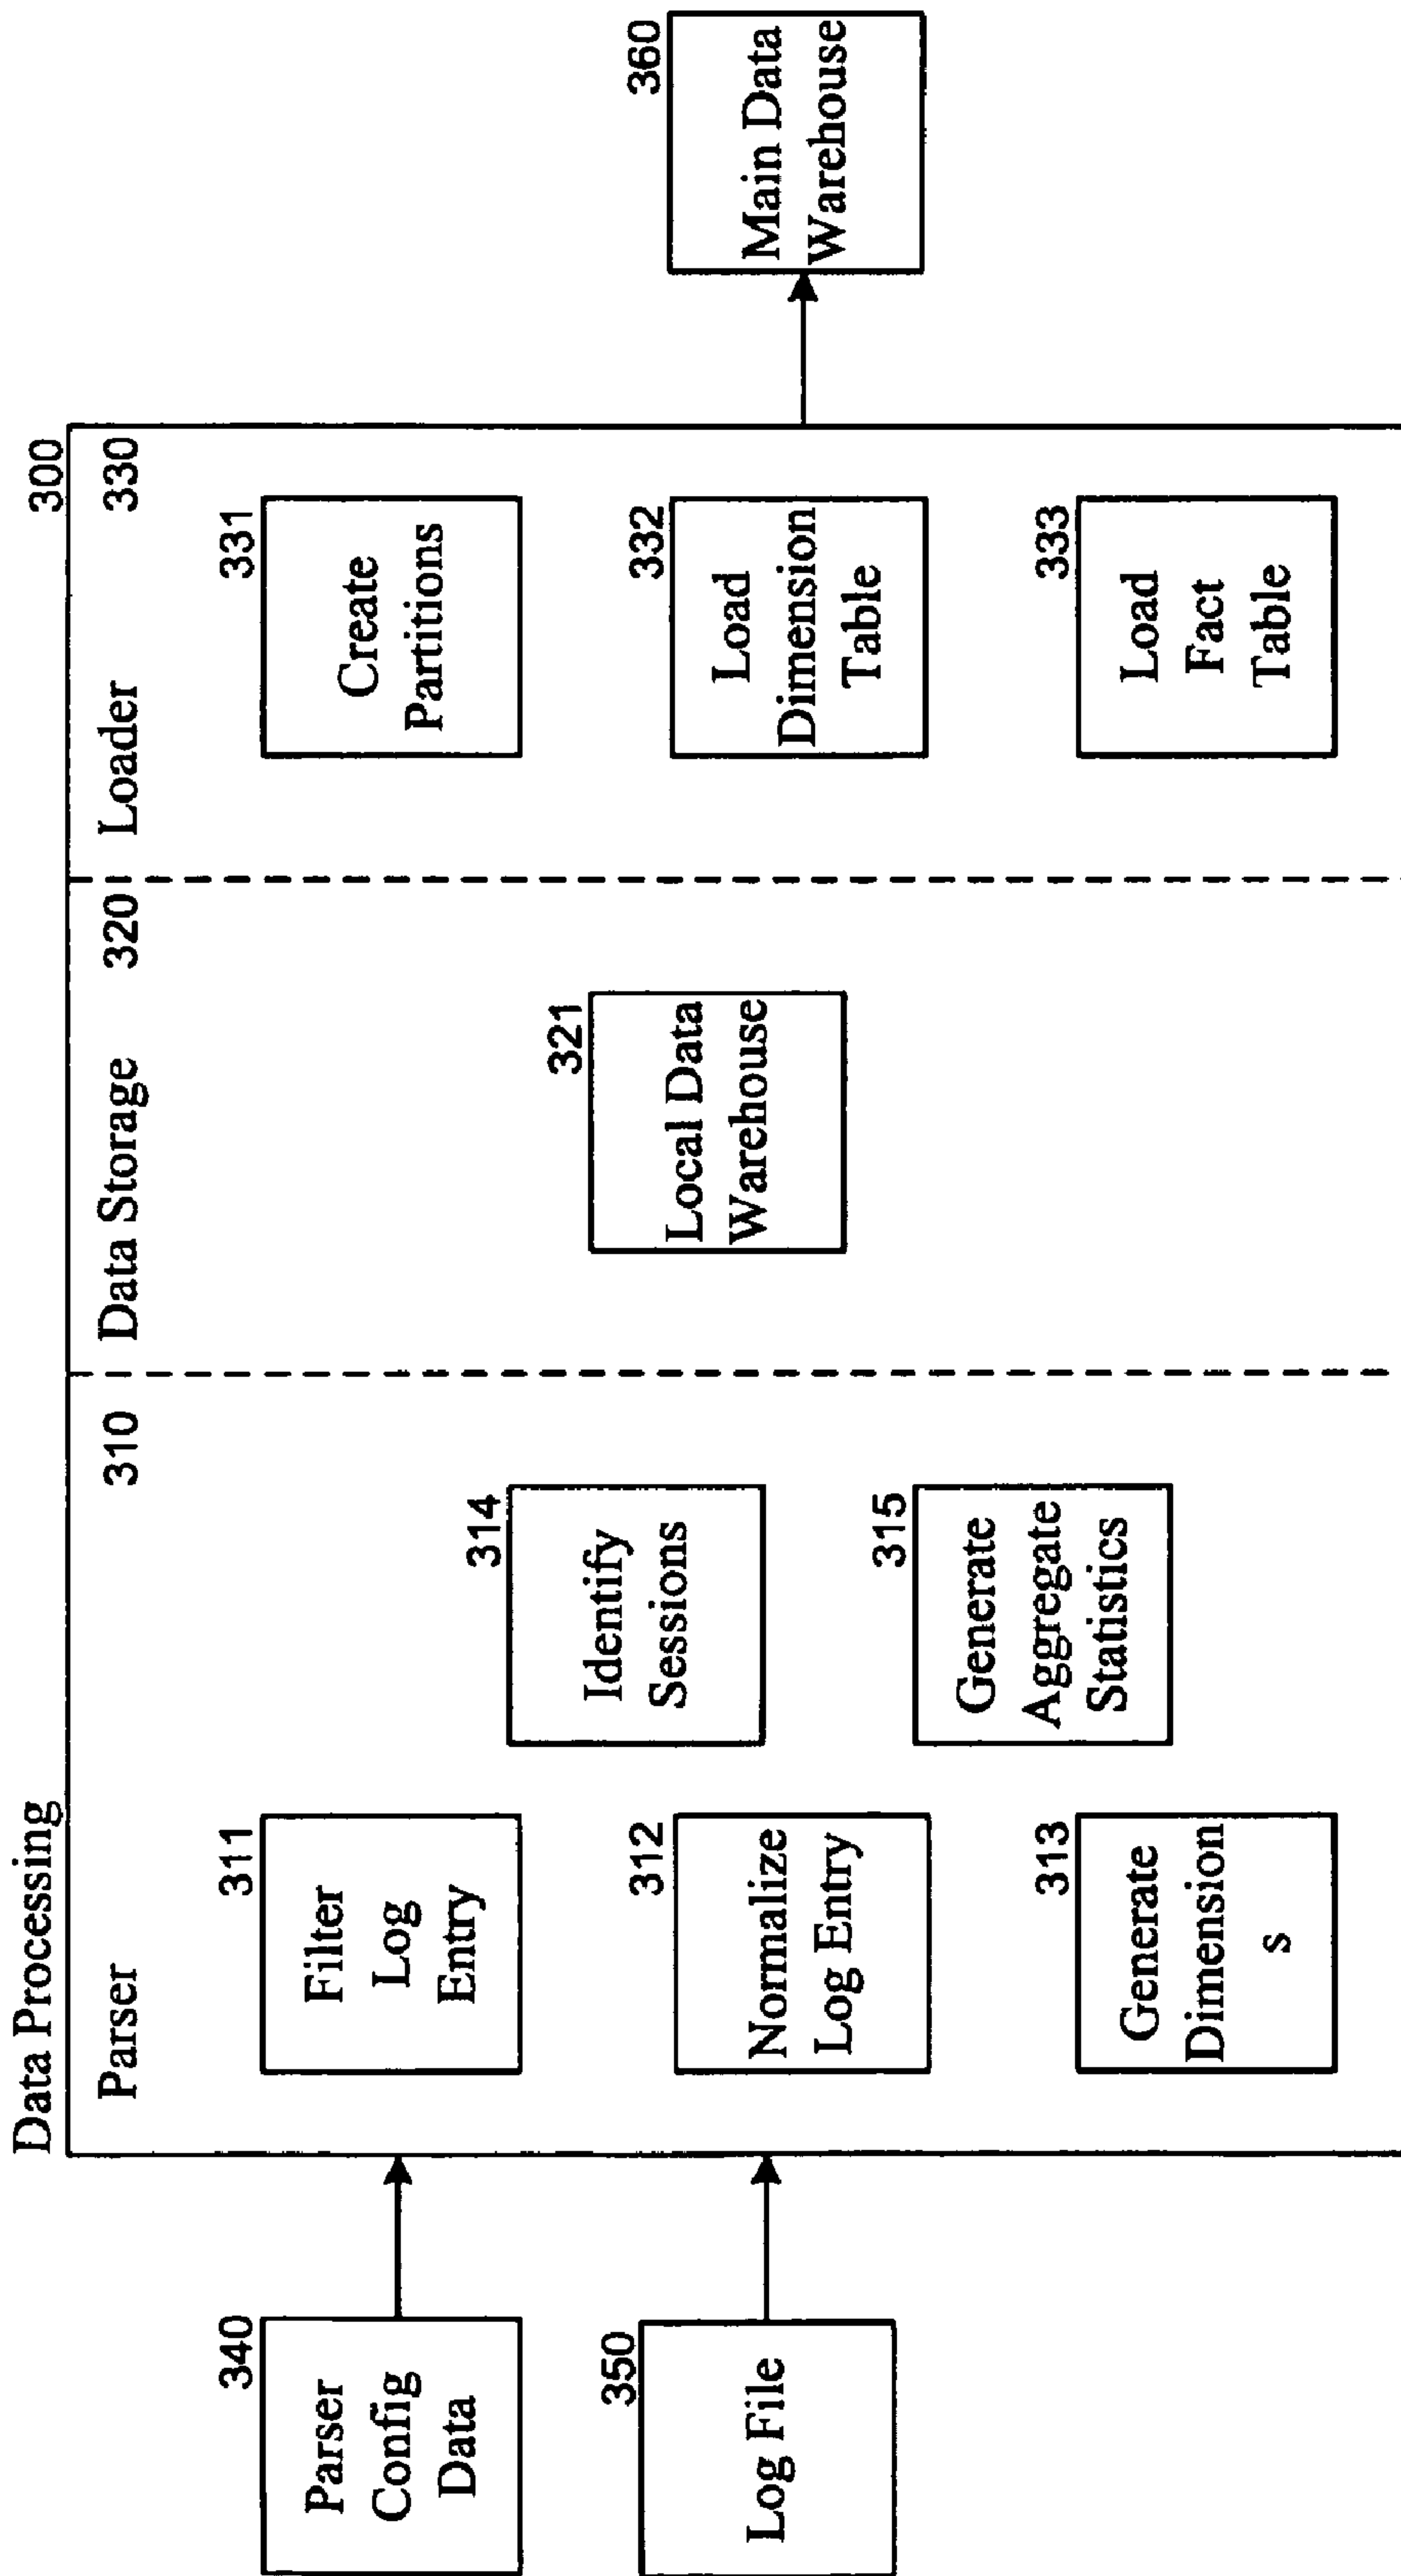 Data Processing
300
Parser
310
Data Storage
320
Loader
330
340
Parser
Config
Data
350
Log File
311
Filter
Log
Entry
312
Normalize
Log Entry
313
Generate
Dimension
s
314
Identify
Sessions
315
Generate
Aggregate
Statistics
321
Local Data
Warehouse
331
Create
Partitions
332
Load
Dimension
Table
333
Load
Fact
Table
360
Main Data
Warehouse